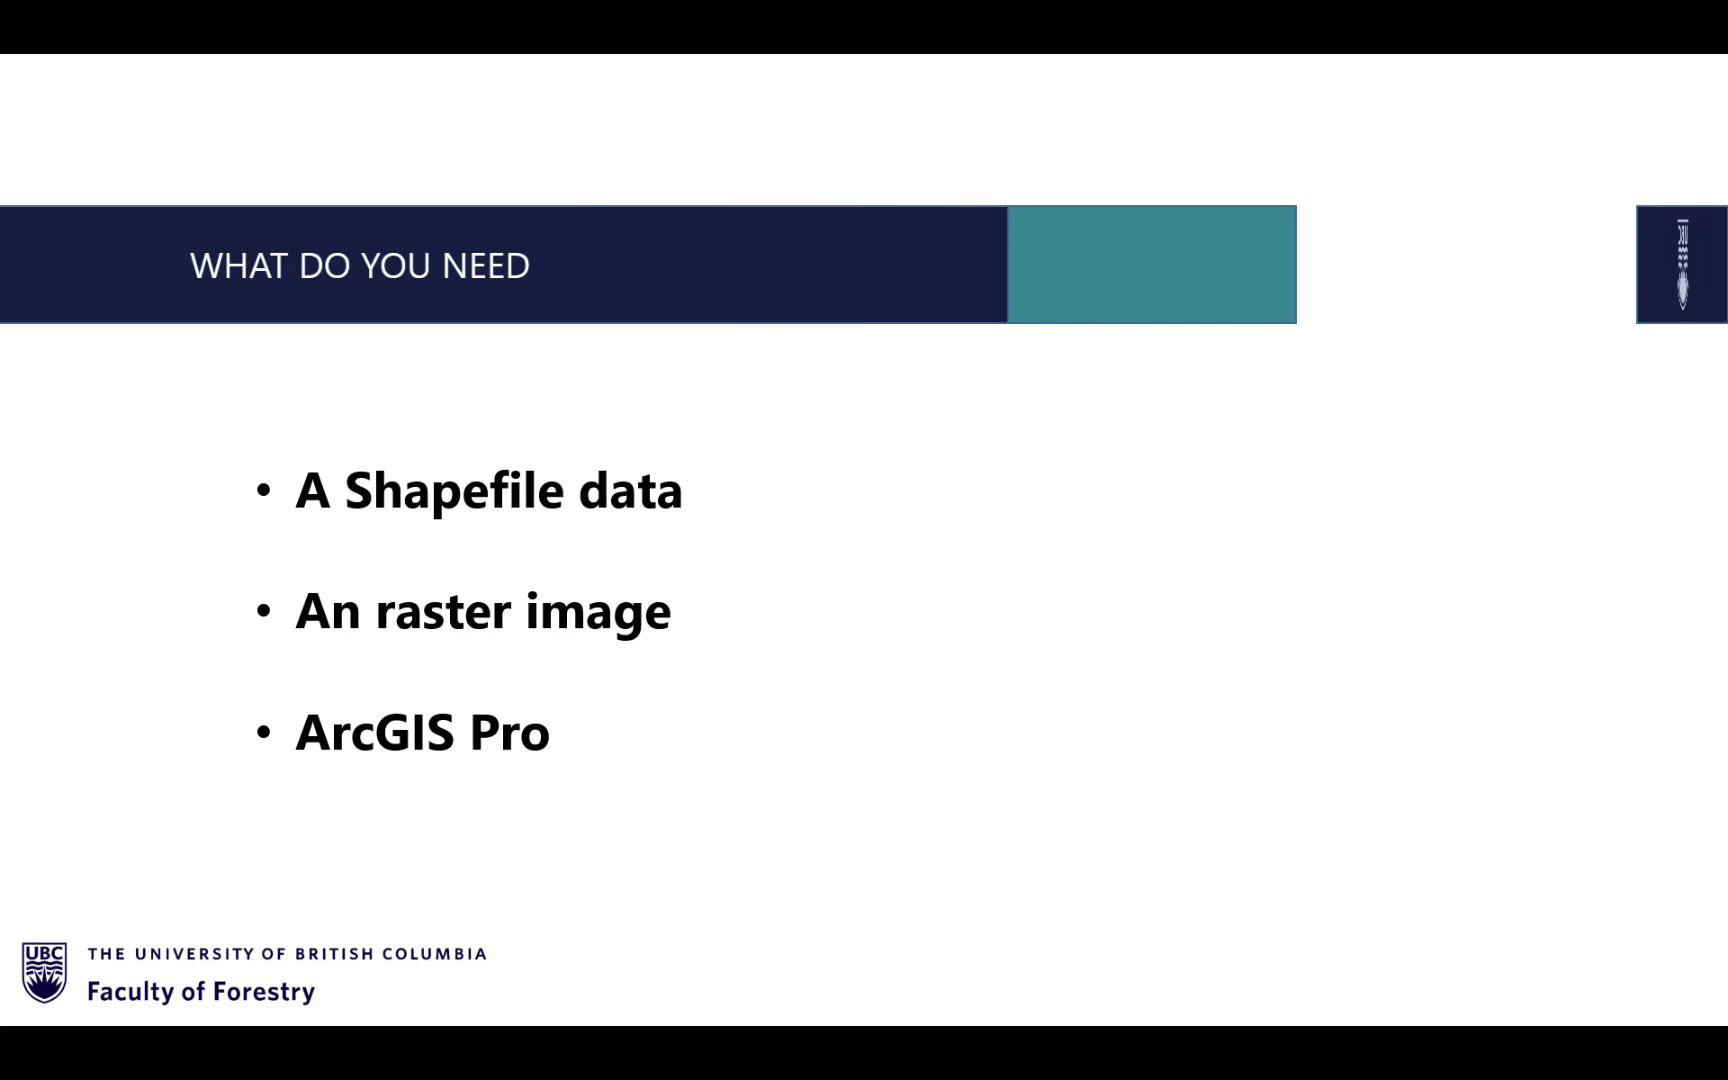 WHAT DO YOU NEED
• A Shapefile data
• An raster image
• ArcGIS Pro
UBC
THE UNIVERSITY OF BRITISH COLUMBIA
Faculty of Forestry